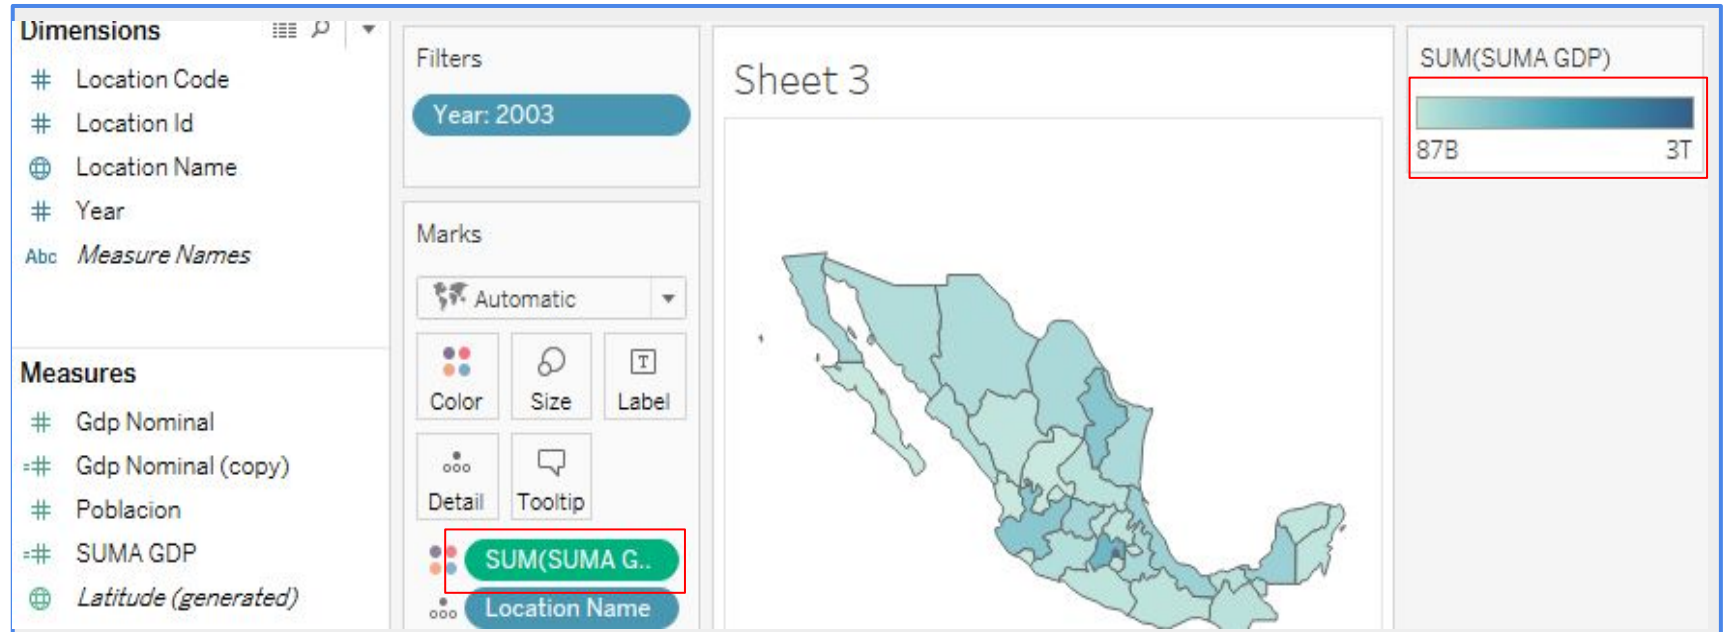 Dimensions
Location Code
Location Id
Location Name
Year
Abc Measure Names
Measures
Gdp Nominal
Gdp Nominal (copy)
Poblacion
SUMA GDP
Latitude (generated)
Filters
Year: 2003
Marks
Automatic
Color Size T Label
Detail Tooltip
SUM(SUMA G..
Location Name
Sheet 3
SUM(SUMA GDP)
87B 3T